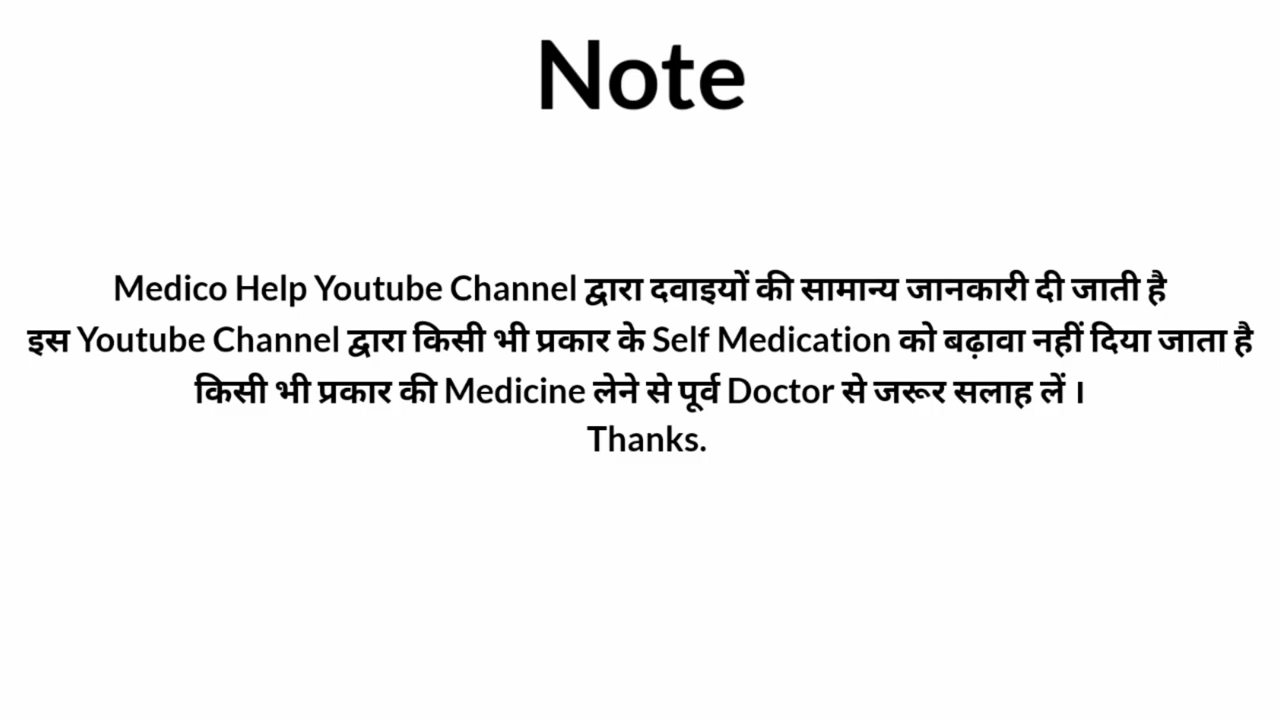 Note
Medico Help Youtube Channel द्वारा दवाइयों की सामान्य जानकारी दी जाती है
इस Youtube Channel द्वारा किसी भी प्रकार के Self Medication को बढ़ावा नहीं दिया जाता है
किसी भी प्रकार की Medicine लेने से पूर्व Doctor से जरूर सलाह लें ।
Thanks.